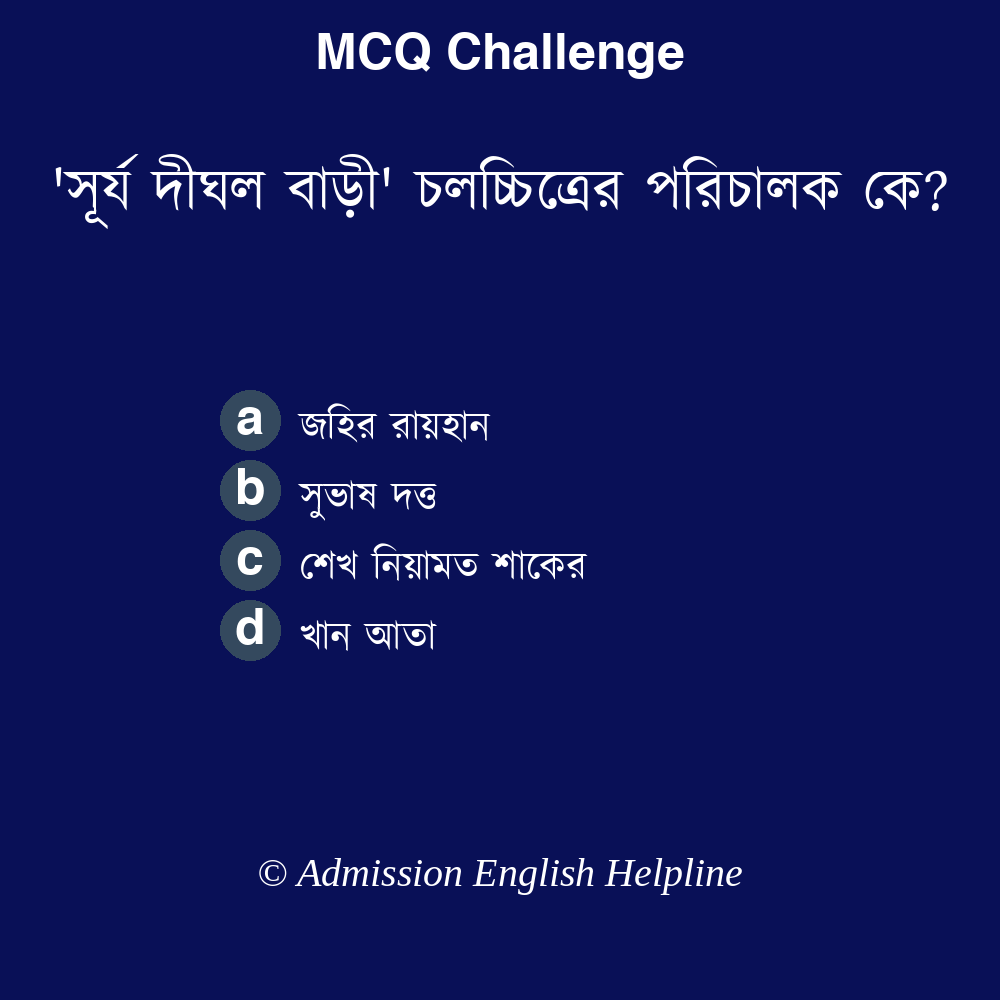 MCQ Challenge
'সূর্য দীঘল বাড়ী' চলচ্চিত্রের পরিচালক কে?
a জহির রায়হান
b সুভাষ দত্ত
c শেখ নিয়ামত শাকের
d খান আতা
© Admission English Helpline